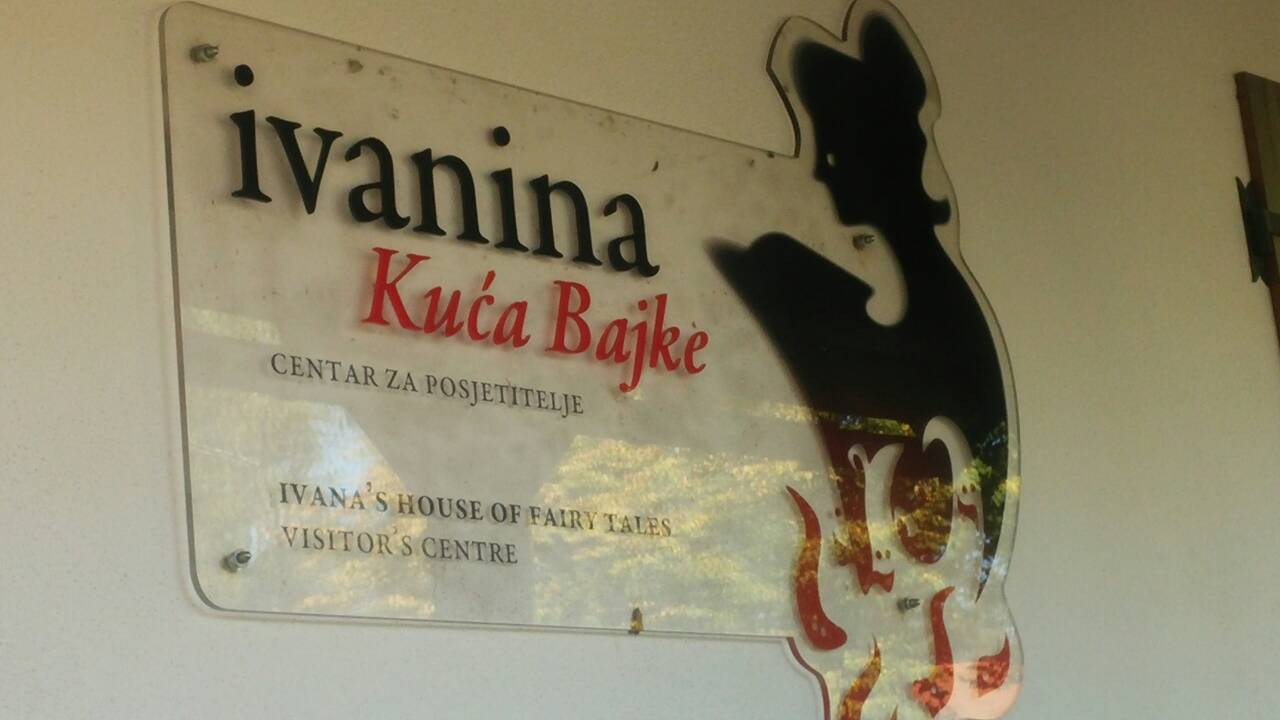 ivanina
Kuća Bajke
CENTAR ZA POSJETITELJE
IVANA'S HOUSE OF FAIRY TALES
VISITOR'S CENTRE